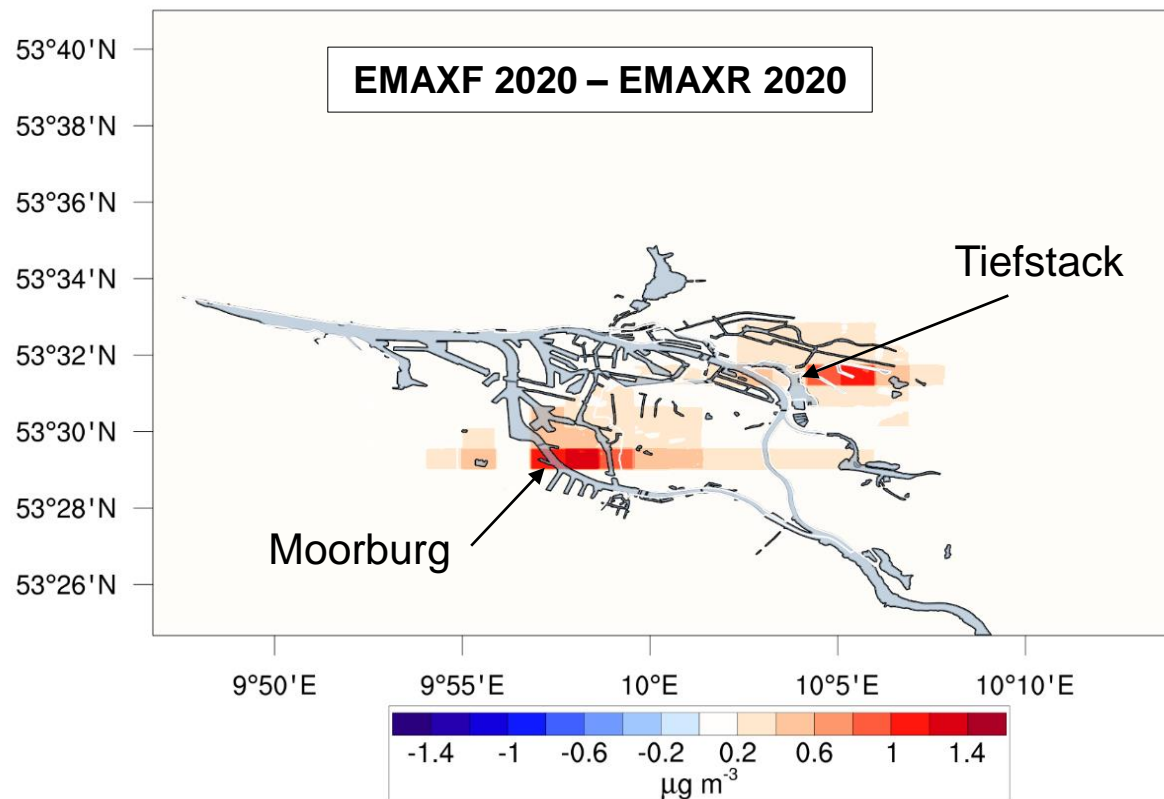 EMAXF 2020 – EMAXR 2020
53°40'N
53°38'N
53°36'N
53°34'N
53°32'N
53°30'N
53°28'N
53°26'N
Tiefstack
Moorburg
9°50'E 9°55'E 10°E 10°5'E 10°10'E
-1.4 -1 -0.6 -0.2 0.2 0.6 1 1.4
µg m⁻³